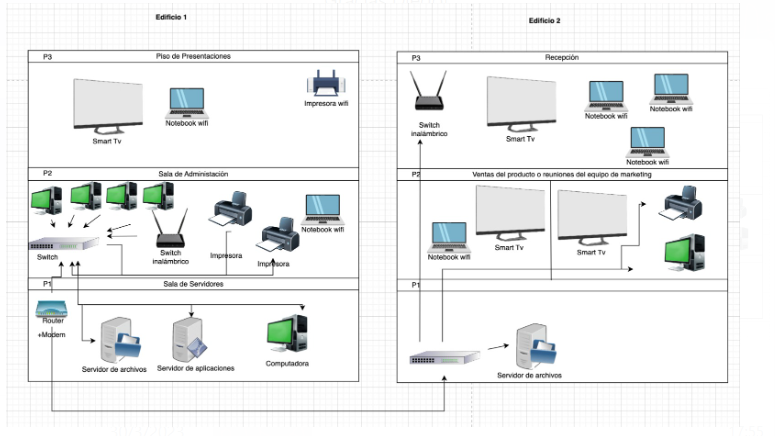 Edificio 1
Edificio 2
P3
Piso de Presentaciones
Impresora wifi
Notebook wifi
Smart Tv
P2
Sala de Administación
Notebook wifi
Switch
Switch
inalámbrico
Impresora
Impresora
P1
Sala de Servidores
Router
+Modem
Servidor de archivos
Servidor de aplicaciones
Computadora
P3
Recepción
Switch
inalámbrico
Smart Tv
Notebook wifi
Notebook wifi
Notebook wifi
P2
Ventas del producto o reuniones del equipo de marketing
Notebook wifi
Smart Tv
Smart Tv
P1
Servidor de archivos